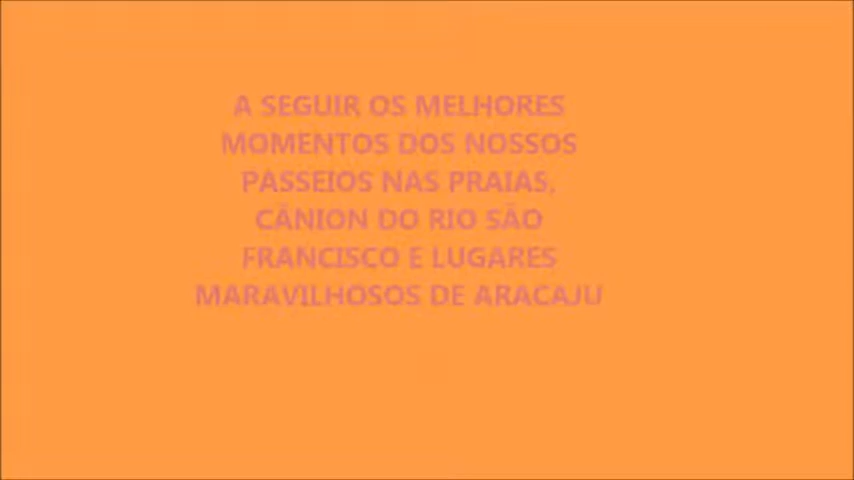 A SEGUIR OS MELHORES
MOMENTOS DOS NOSSOS
PASSEIOS NAS PRAIAS,
CÂNION DO RIO SÃO
FRANCISCO E LUGARES
MARAVILHOSOS DE ARACAJU